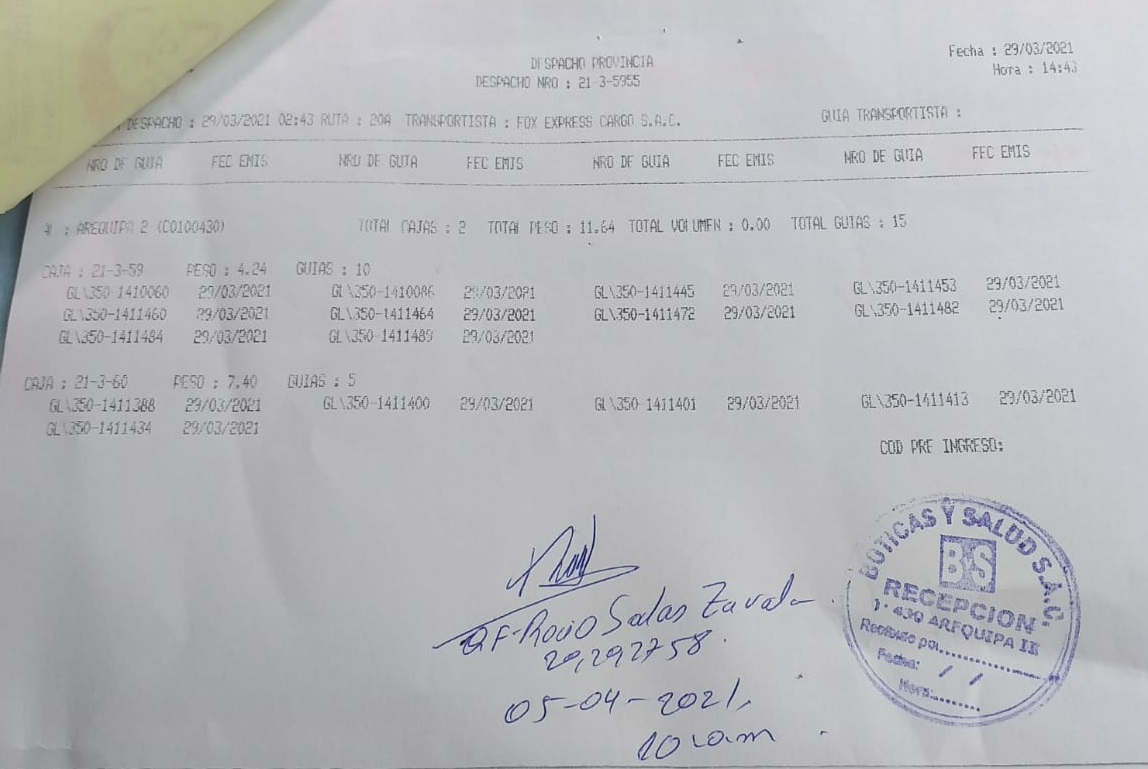 Fecha : 29/03/2021
DESPACHO PROVINCIA
Hora : 14:43
DESPACHO NRO : 21-3-5955
DESPACHO : 29/03/2021 02:43 RUTA : 20A TRANSPORTISTA : FOX EXPRESS CARGO S.A.C. GUIA TRANSPORTISTA :
NRO DE GUIA FEC EMIS NRO DE GUIA FEC EMIS NRO DE GUIA FEC EMIS NRO DE GUIA FEC EMIS
: AREQUIPA 2 (CO100430) TOTAL CAJAS : 2 TOTAL PESO : 11.64 TOTAL VOLUMEN : 0.00 TOTAL GUIAS : 15
CAJA : 21-3-59 PESO : 4.24 GUIAS : 10
GL\350-1410060 29/03/2021 GL\350-1410086 29/03/2021 GL\350-1411445 29/03/2021 GL\350-1411453 29/03/2021
GL\350-1411460 29/03/2021 GL\350-1411464 29/03/2021 GL\350-1411472 29/03/2021 GL\350-1411482 29/03/2021
GL\350-1411484 29/03/2021 GL\350-1411489 29/03/2021
CAJA : 21-3-60 PESO : 7.40 GUIAS : 5
GL\350-1411388 29/03/2021 GL\350-1411400 29/03/2021 GL\350-1411401 29/03/2021 GL\350-1411413 29/03/2021
GL\350-1411434 29/03/2021
COD PRE INGRESO:
BOTICAS Y SALUD S.A.C.
BS
RECEPCION
430 AREQUIPA II
Recibido por
Fecha: / /
Hora:
QF-Rocio Salas Zavala
29,292758
05-04-2021,
10:am